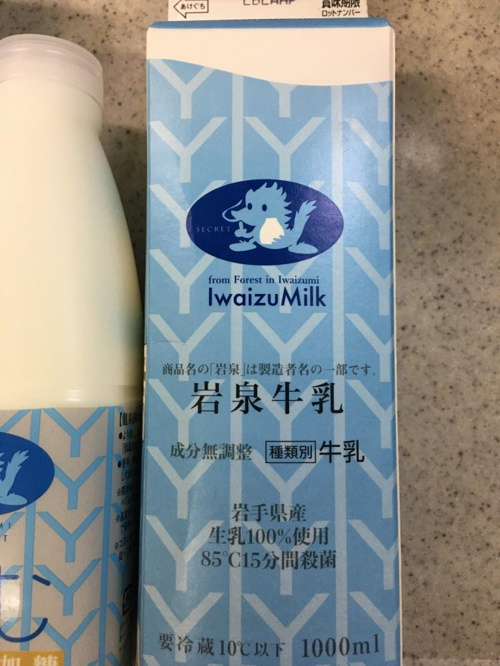 あけぐち
賞味期限
ロットナンバー
SECRET
from Forest in Iwaizumi
IwaizuMilk
商品名の「岩泉」は製造者名の一部です。
岩泉牛乳
成分無調整 種類別 牛乳
岩手県産
生乳100%使用
85℃15分間殺菌
要冷蔵10℃以下 1000ml